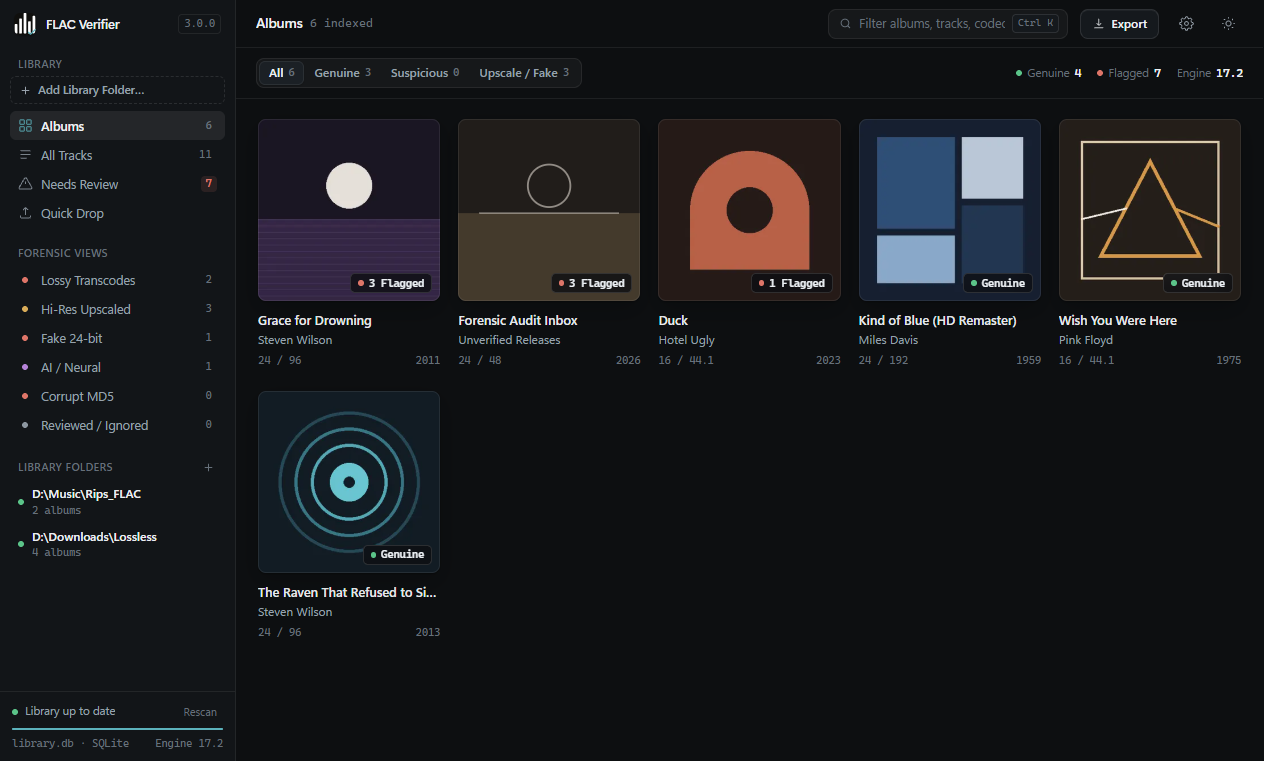 FLAC Verifier 3.0.0
LIBRARY
+ Add Library Folder...
Albums 6
All Tracks 11
Needs Review 7
Quick Drop
FORENSIC VIEWS
Lossy Transcodes 2
Hi-Res Upscaled 3
Fake 24-bit 1
AI / Neural 1
Corrupt MD5 0
Reviewed / Ignored 0
LIBRARY FOLDERS +
D:\Music\Rips_FLAC
2 albums
D:\Downloads\Lossless
4 albums
Library up to date Rescan
library.db · SQLite Engine 17.2
Albums 6 indexed
Filter albums, tracks, codec Ctrl K
Export
All 6 Genuine 3 Suspicious 0 Upscale / Fake 3
Genuine 4 Flagged 7 Engine 17.2
3 Flagged
Grace for Drowning
Steven Wilson
24 / 96 2011
3 Flagged
Forensic Audit Inbox
Unverified Releases
24 / 48 2026
1 Flagged
Duck
Hotel Ugly
16 / 44.1 2023
Genuine
Kind of Blue (HD Remaster)
Miles Davis
24 / 192 1959
Genuine
Wish You Were Here
Pink Floyd
16 / 44.1 1975
Genuine
The Raven That Refused to Si...
Steven Wilson
24 / 96 2013